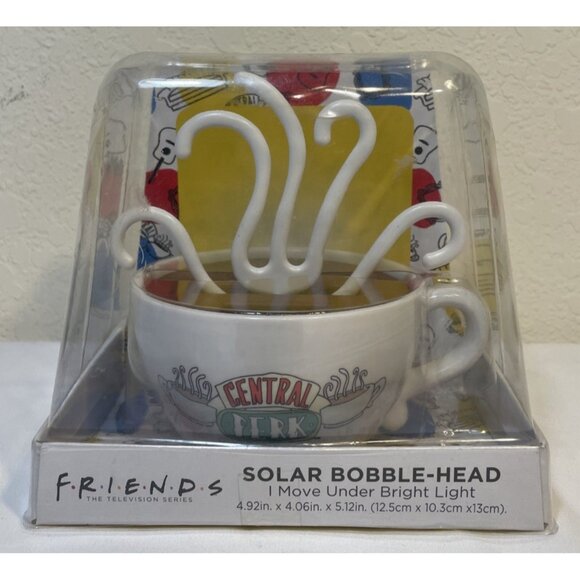 CENTRAL
PERK
F·R·I·E·N·D·S
THE TELEVISION SERIES
SOLAR BOBBLE-HEAD
I Move Under Bright Light
4.92in. x 4.06in. x 5.12in. (12.5cm x 10.3cm x13cm).